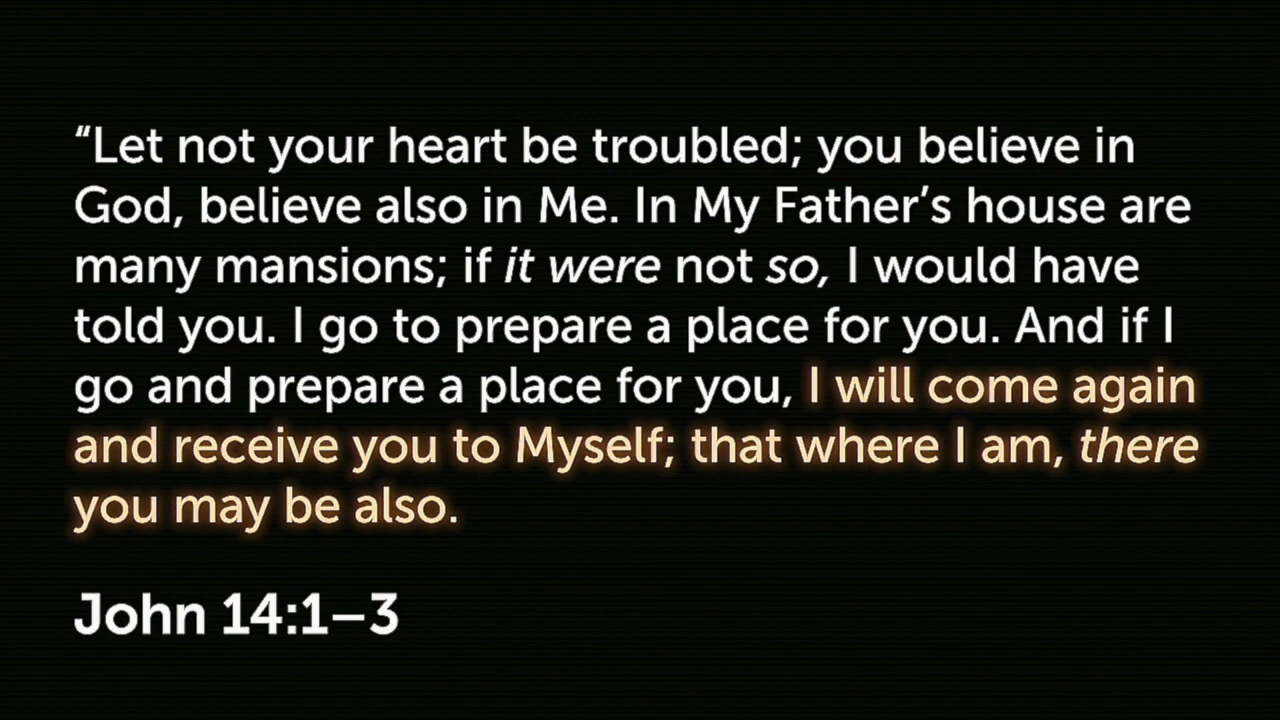 “Let not your heart be troubled; you believe in
God, believe also in Me. In My Father’s house are
many mansions; if it were not so, I would have
told you. I go to prepare a place for you. And if I
go and prepare a place for you, I will come again
and receive you to Myself; that where I am, there
you may be also.
John 14:1–3